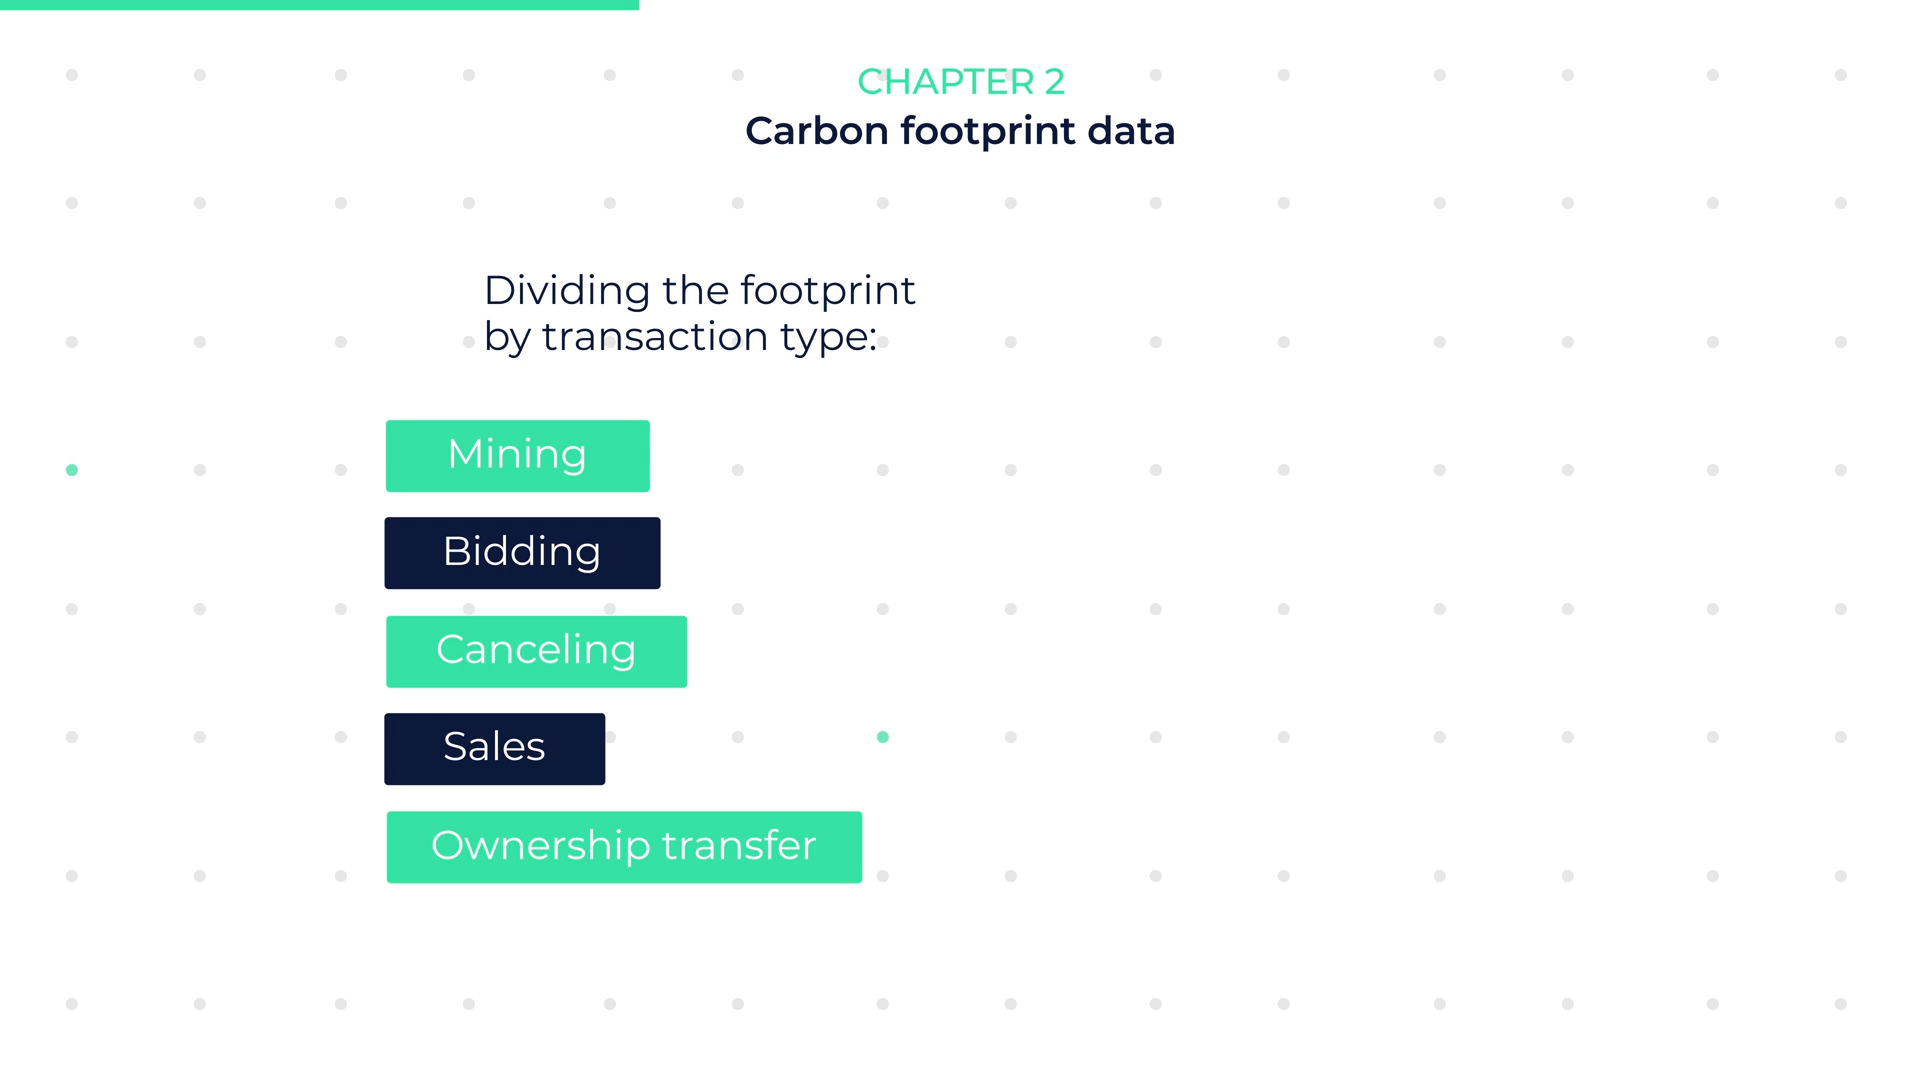 CHAPTER 2
Carbon footprint data
Dividing the footprint
by transaction type:
Mining
Bidding
Canceling
Sales
Ownership transfer